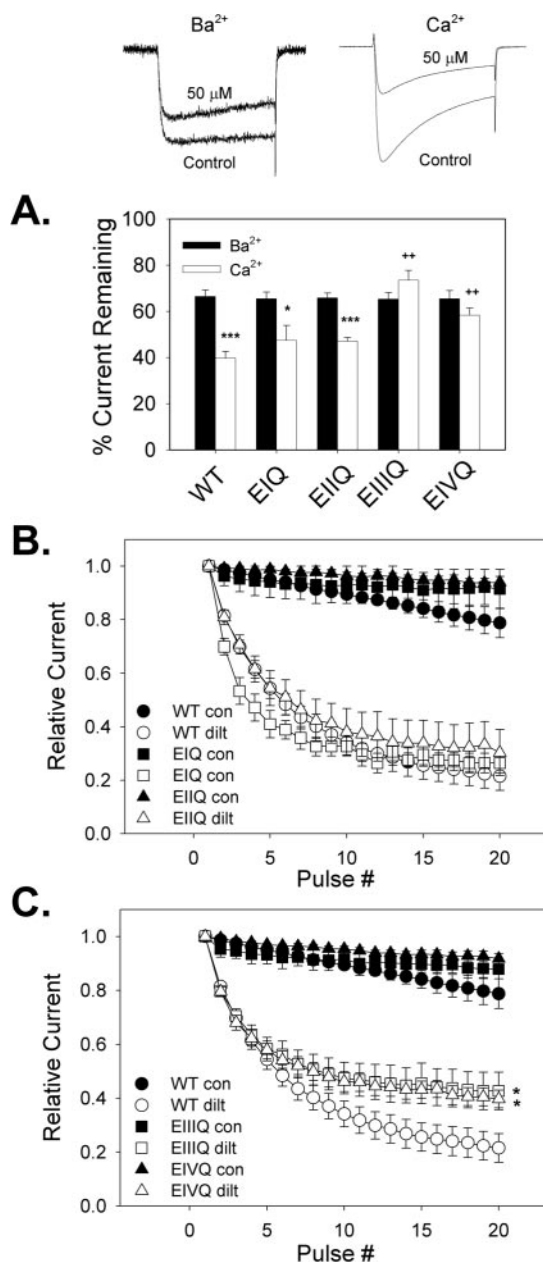 Ba²⁺ Ca²⁺
50 μM 50 μM
Control Control
A.
% Current Remaining
100
80
60
40
20
0
Ba²⁺
Ca²⁺
*** * *** ++ ++
WT EIQ EIIQ EIIIQ EIVQ
B.
Relative Current
1.0
0.8
0.6
0.4
0.2
0.0
WT con
WT dilt
EIQ con
EIQ con
EIIQ con
EIIQ dilt
0 5 10 15 20
Pulse #
C.
Relative Current
1.0
0.8
0.6
0.4
0.2
0.0
WT con
WT dilt
EIIIQ con
EIIIQ dilt
EIVQ con
EIVQ dilt
*
*
0 5 10 15 20
Pulse #